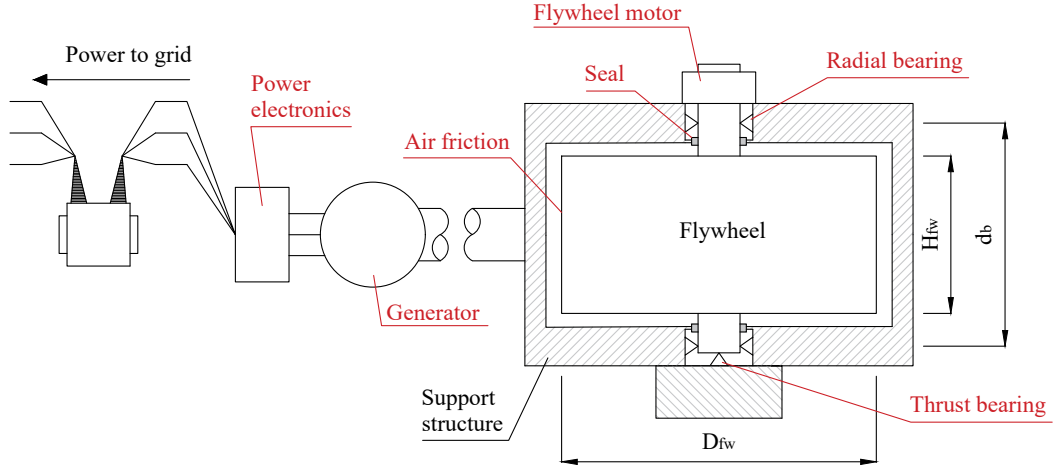 Flywheel motor
Power to grid
Seal
Radial bearing
Power
electronics
Air friction
Flywheel
Hfw
db
Generator
Support
structure
Thrust bearing
Dfw